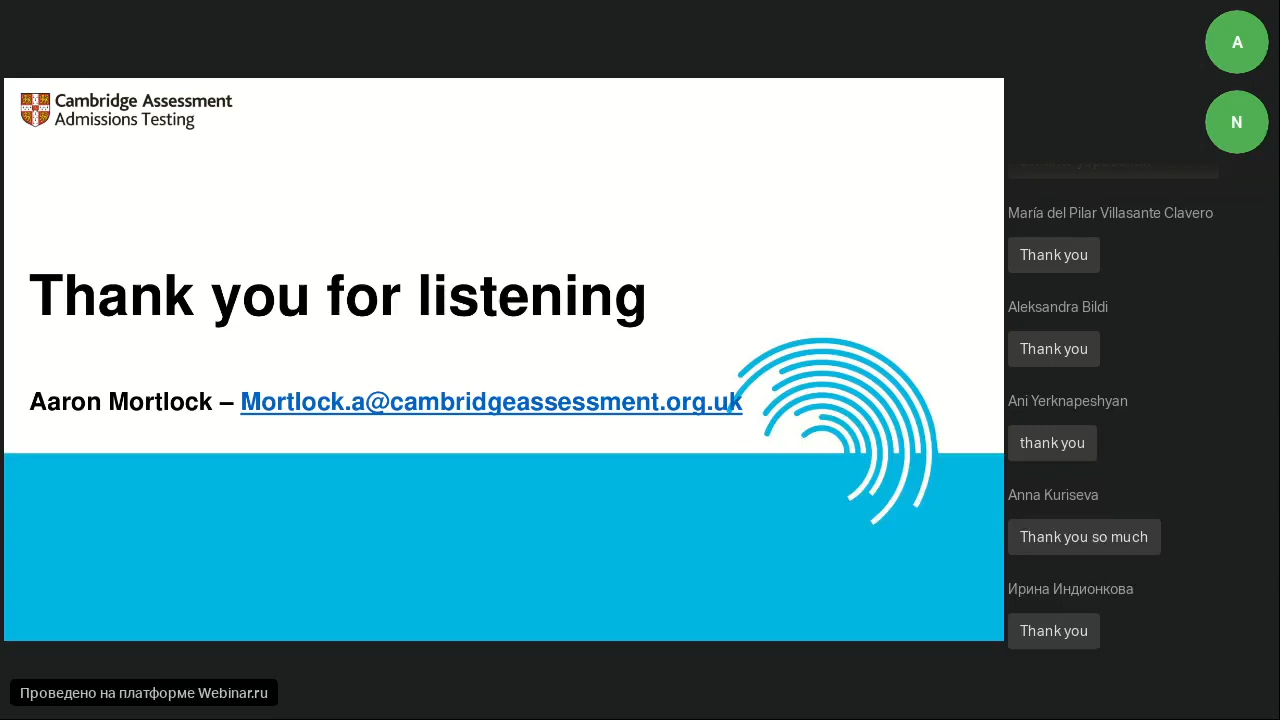 Cambridge Assessment
Admissions Testing
Thank you for listening
Aaron Mortlock – Mortlock.a@cambridgeassessment.org.uk
A
N
María del Pilar Villasante Clavero
Thank you
Aleksandra Bildi
Thank you
Ani Yerknapeshyan
thank you
Anna Kuriseva
Thank you so much
Ирина Индионкова
Thank you
Проведено на платформе Webinar.ru